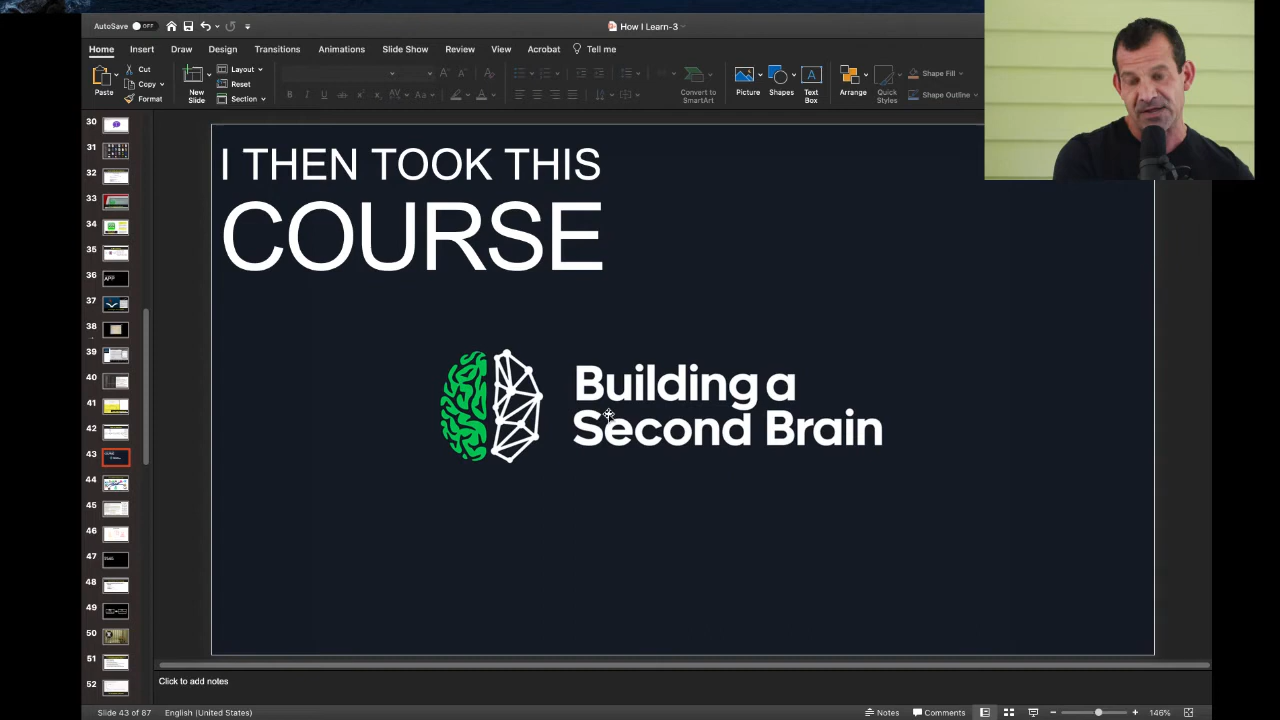 AutoSave OFF
How I Learn-3
Home Insert Draw Design Transitions Animations Slide Show Review View Acrobat Tell me
Paste
Cut
Copy
Format
New Slide
Layout
Reset
Section
B I U
Convert to SmartArt
Picture
Shapes
Text Box
Arrange
Quick Styles
Shape Fill
Shape Outline
30
31
32
33
34
35
36
APP
37
38
39
40
41
42
43
44
45
46
47
48
49
50
51
52
I THEN TOOK THIS
COURSE
Building a
Second Brain
Click to add notes
Slide 43 of 87 English (United States) Notes Comments 146%